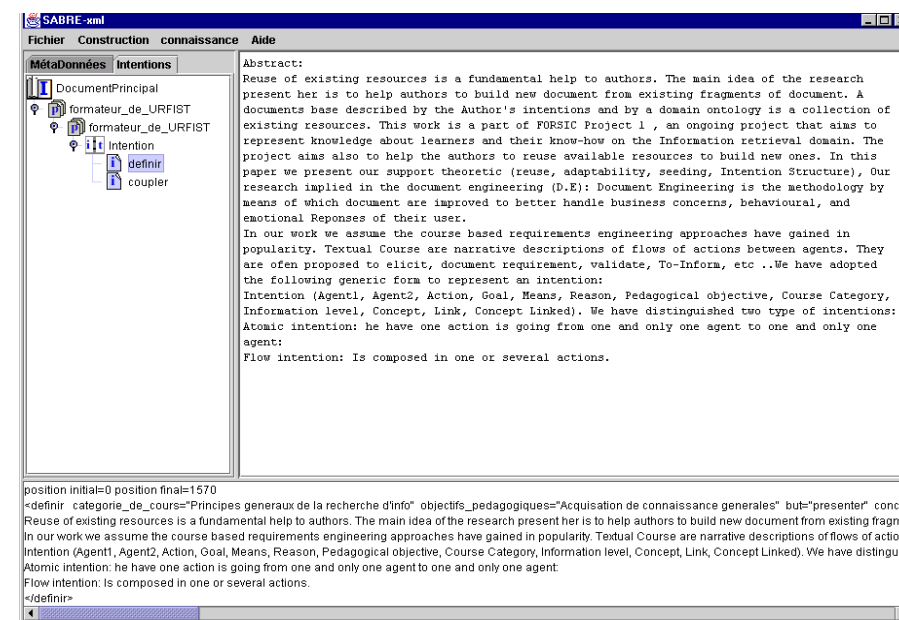 SABRE-xml
Fichier Construction connaissance Aide
MétaDonnées Intentions
DocumentPrincipal
formateur_de_URFIST
formateur_de_URFIST
Intention
definir
coupler
Abstract:
Reuse of existing resources is a fundamental help to authors. The main idea of the research
present her is to help authors to build new document from existing fragments of document. A
documents base described by the Author's intentions and by a domain ontology is a collection of
existing resources. This work is a part of FORSIC Project 1 , an ongoing project that aims to
represent knowledge about learners and their know-how on the Information retrieval domain. The
project aims also to help the authors to reuse available resources to build new ones. In this
paper we present our support theoretic (reuse, adaptability, seeding, Intention Structure), Our
research implied in the document engineering (D.E): Document Engineering is the methodology by
means of which document are improved to better handle business concerns, behavioural, and
emotional Reponses of their user.
In our work we assume the course based requirements engineering approaches have gained in
popularity. Textual Course are narrative descriptions of flows of actions between agents. They
are ofen proposed to elicit, document requirement, validate, To-Inform, etc ..We have adopted
the following generic form to represent an intention:
Intention (Agent1, Agent2, Action, Goal, Means, Reason, Pedagogical objective, Course Category,
Information level, Concept, Link, Concept Linked). We have distinguished two type of intentions:
Atomic intention: he have one action is going from one and only one agent to one and only one
agent:
Flow intention: Is composed in one or several actions.
position initial=0 position final=1570
<definir categorie_de_cours="Principes generaux de la recherche d'info" objectifs_pedagogiques="Acquisation de connaissance generales" but="presenter" conc
Reuse of existing resources is a fundamental help to authors. The main idea of the research present her is to help authors to build new document from existing fragn
In our work we assume the course based requirements engineering approaches have gained in popularity. Textual Course are narrative descriptions of flows of actio
Intention (Agent1, Agent2, Action, Goal, Means, Reason, Pedagogical objective, Course Category, Information level, Concept, Link, Concept Linked). We have distingu
Atomic intention: he have one action is going from one and only one agent to one and only one agent:
Flow intention: Is composed in one or several actions.
</definir>